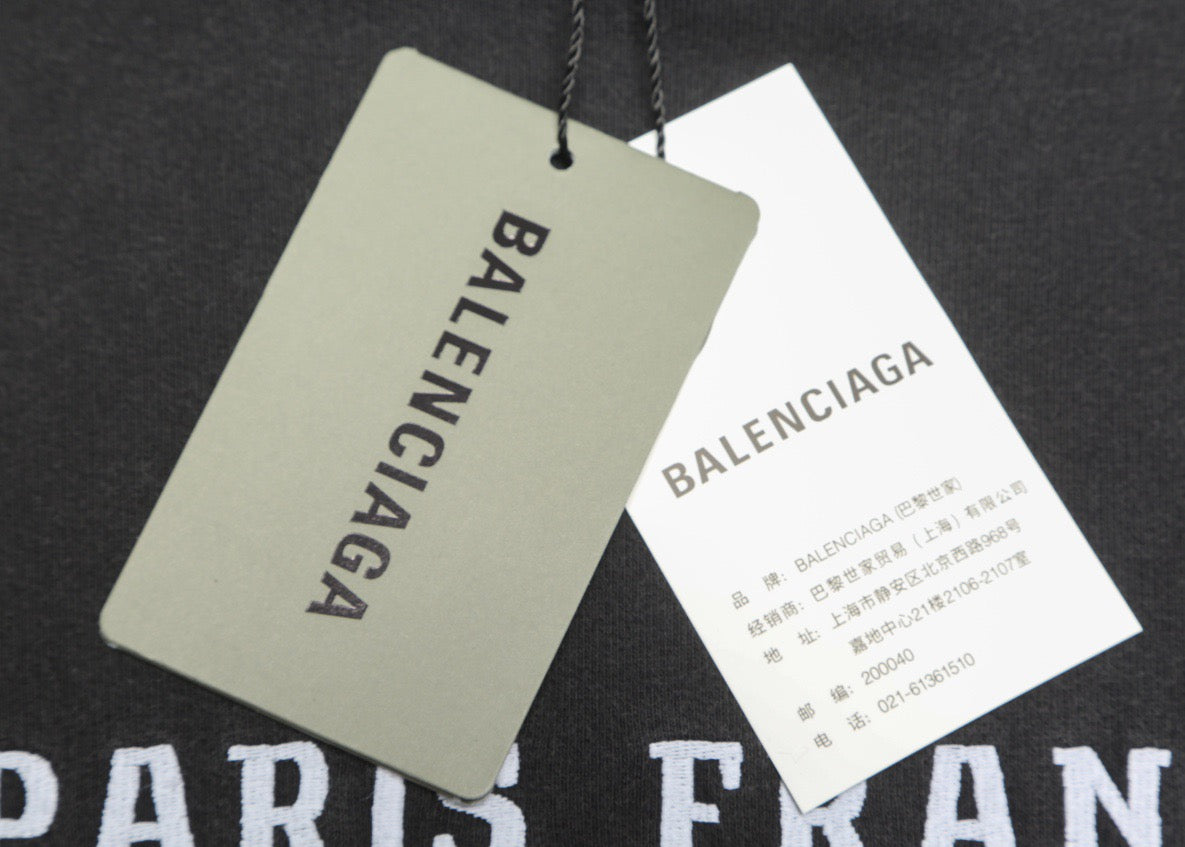 BALENCIAGA
BALENCIAGA
品 牌: BALENCIAGA (巴黎世家)
经销商: 巴黎世家贸易（上海）有限公司
地 址: 上海市静安区北京西路968号
嘉地中心21楼2106-2107室
邮 编: 200040
电 话: 021-61361510
PARIS FRAN